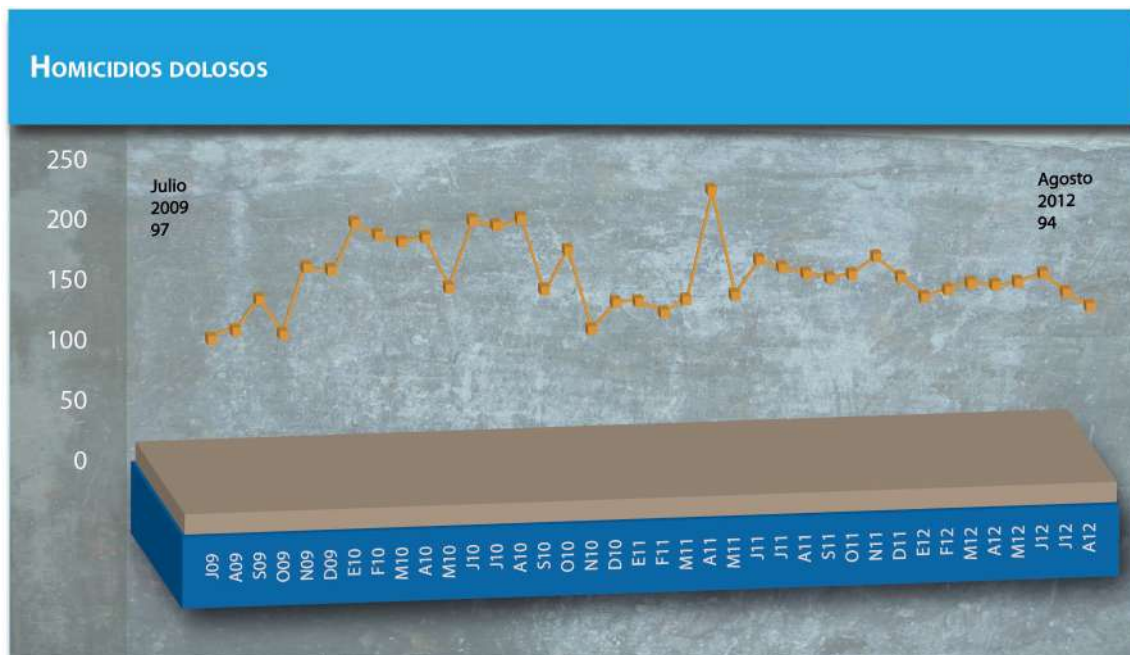 HOMICIDIOS DOLOSOS
250
200
150
100
50
0
Julio
2009
97
Agosto
2012
94
J09
A09
S09
O09
N09
D09
E10
F10
M10
A10
M10
J10
J10
A10
S10
O10
N10
D10
E11
F11
M11
A11
M11
J11
J11
A11
S11
O11
N11
D11
E12
F12
M12
A12
M12
J12
J12
A12